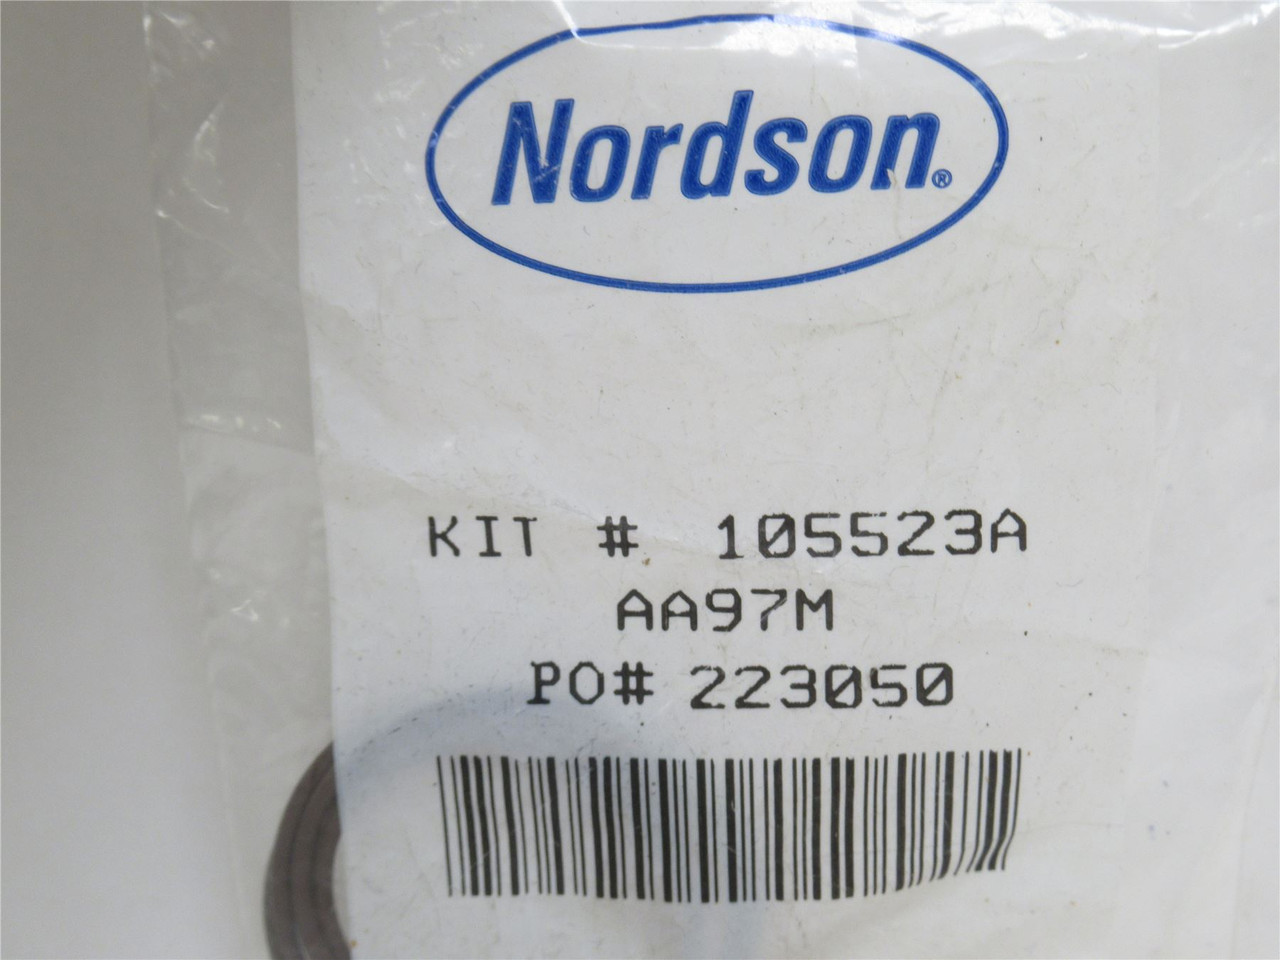 Nordson®
KIT # 105523A
AA97M
PO# 223050